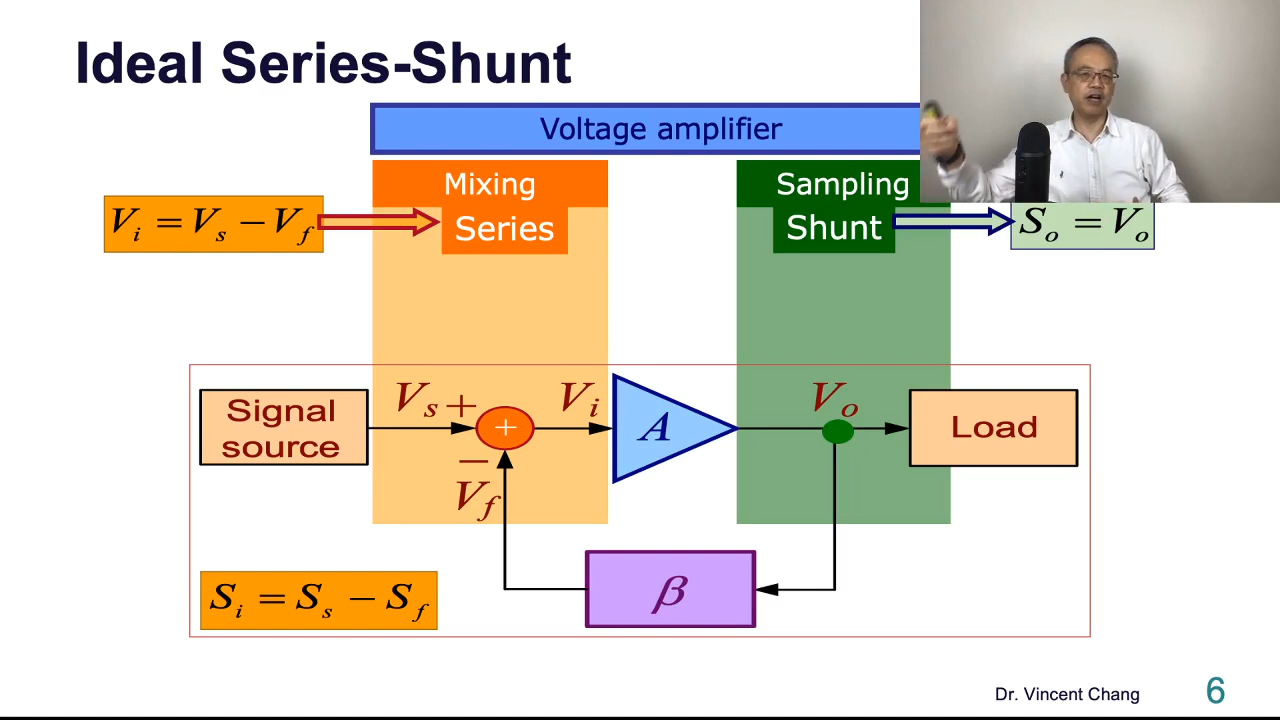 Ideal Series-Shunt
Voltage amplifier
Mixing
Series
Sampling
Shunt
V_i = V_s − V_f
S_o = V_o
Signal
source
V_s +
+
−
V_f
V_i
A
V_o
Load
β
S_i = S_s − S_f
Dr. Vincent Chang
6